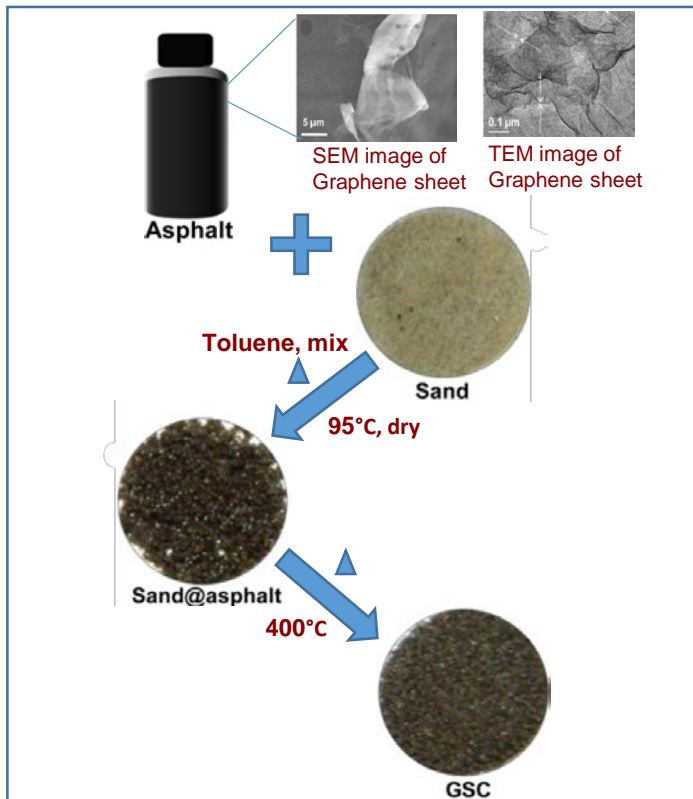 5 µm
0.1 µm
SEM image of
Graphene sheet
TEM image of
Graphene sheet
Asphalt
Sand
Toluene, mix
95°C, dry
Sand@asphalt
400°C
GSC